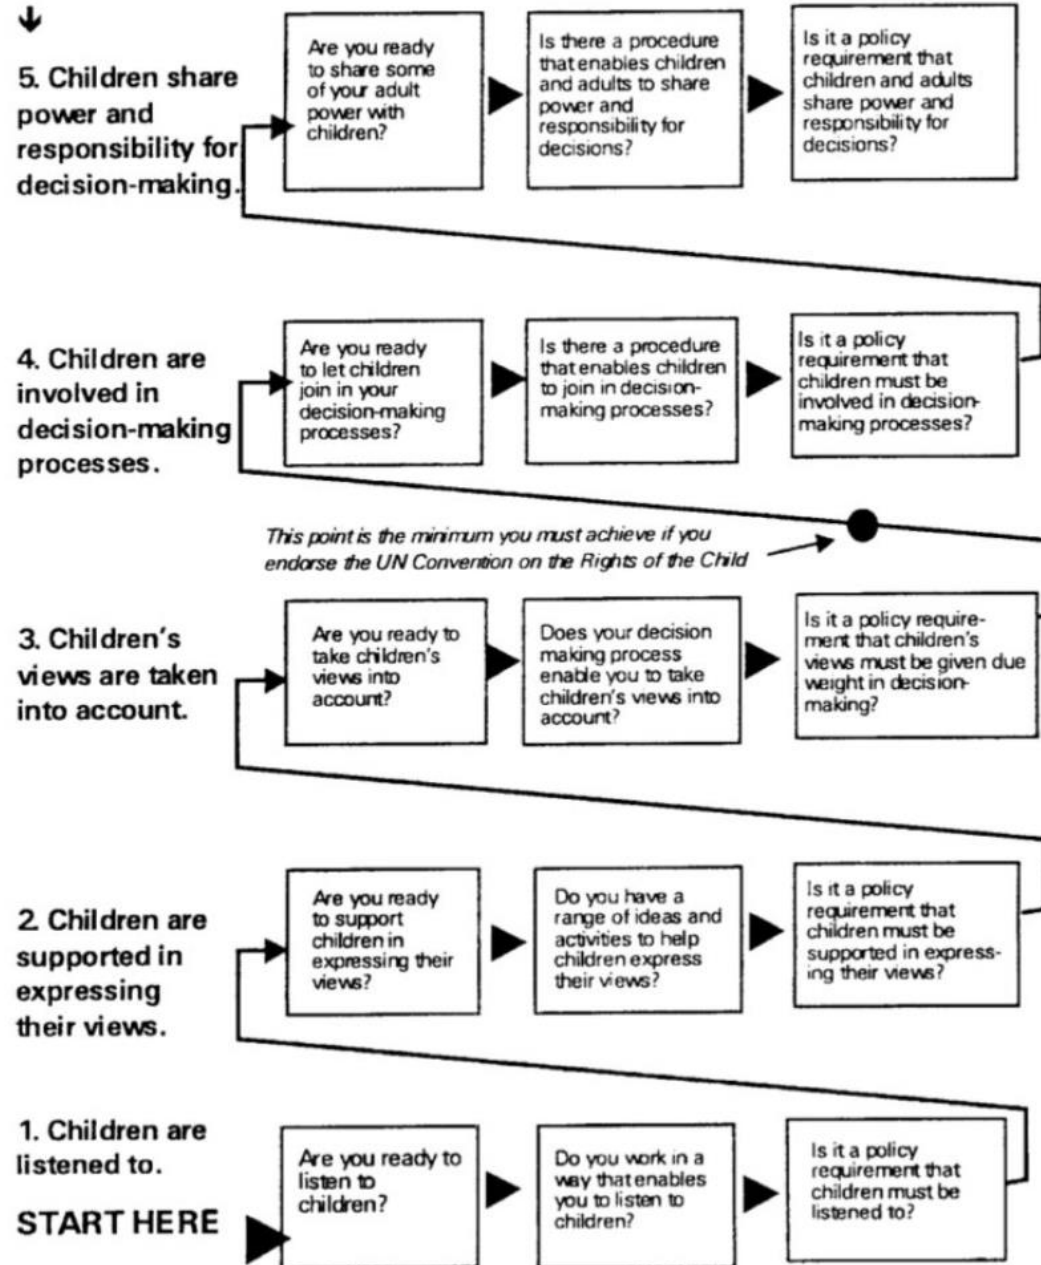 5. Children share
power and
responsibility for
decision-making.
Are you ready
to share some
of your adult
power with
children?
Is there a procedure
that enables children
and adults to share
power and
responsibility for
decisions?
Is it a policy
requirement that
children and adults
share power and
responsibility for
decisions?
4. Children are
involved in
decision-making
processes.
Are you ready
to let children
join in your
decision-making
processes?
Is there a procedure
that enables children
to join in decision-
making processes?
Is it a policy
requirement that
children must be
involved in decision-
making processes?
This point is the minimum you must achieve if you
endorse the UN Convention on the Rights of the Child
3. Children's
views are taken
into account.
Are you ready to
take children's
views into
account?
Does your decision
making process
enable you to take
children's views into
account?
Is it a policy require-
ment that children's
views must be given due
weight in decision-
making?
2. Children are
supported in
expressing
their views.
Are you ready
to support
children in
expressing their
views?
Do you have a
range of ideas and
activities to help
children express
their views?
Is it a policy
requirement that
children must be
supported in express-
ing their views?
1. Children are
listened to.
START HERE
Are you ready to
listen to
children?
Do you work in a
way that enables
you to listen to
children?
Is it a policy
requirement that
children must be
listened to?